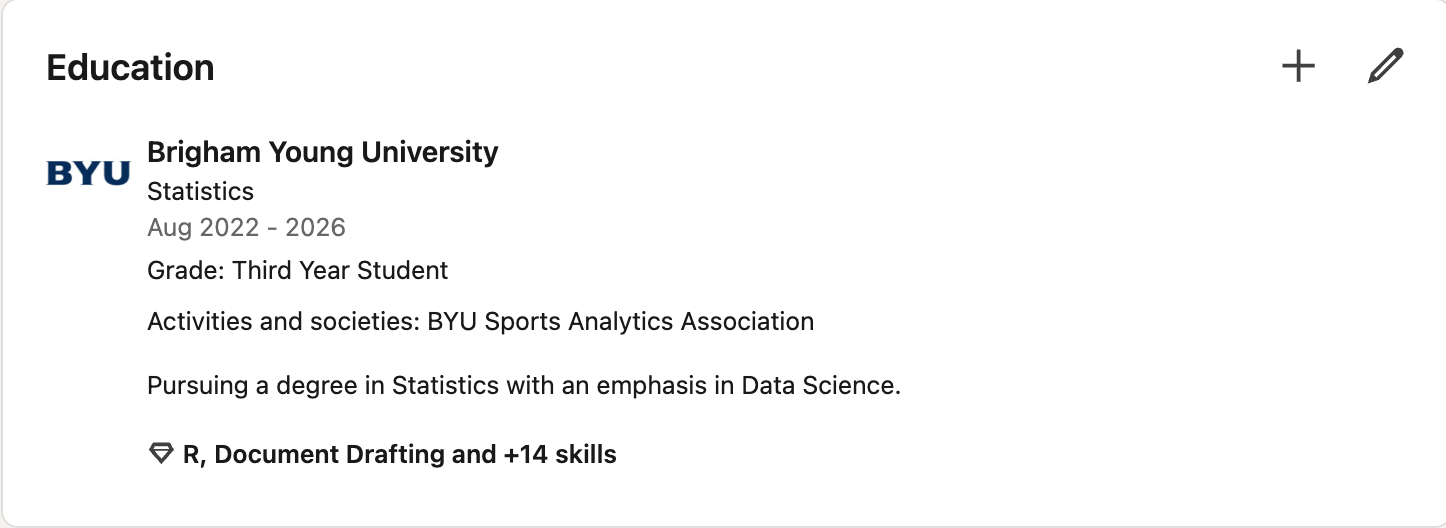 Education
BYU
Brigham Young University
Statistics
Aug 2022 - 2026
Grade: Third Year Student
Activities and societies: BYU Sports Analytics Association
Pursuing a degree in Statistics with an emphasis in Data Science.
R, Document Drafting and +14 skills